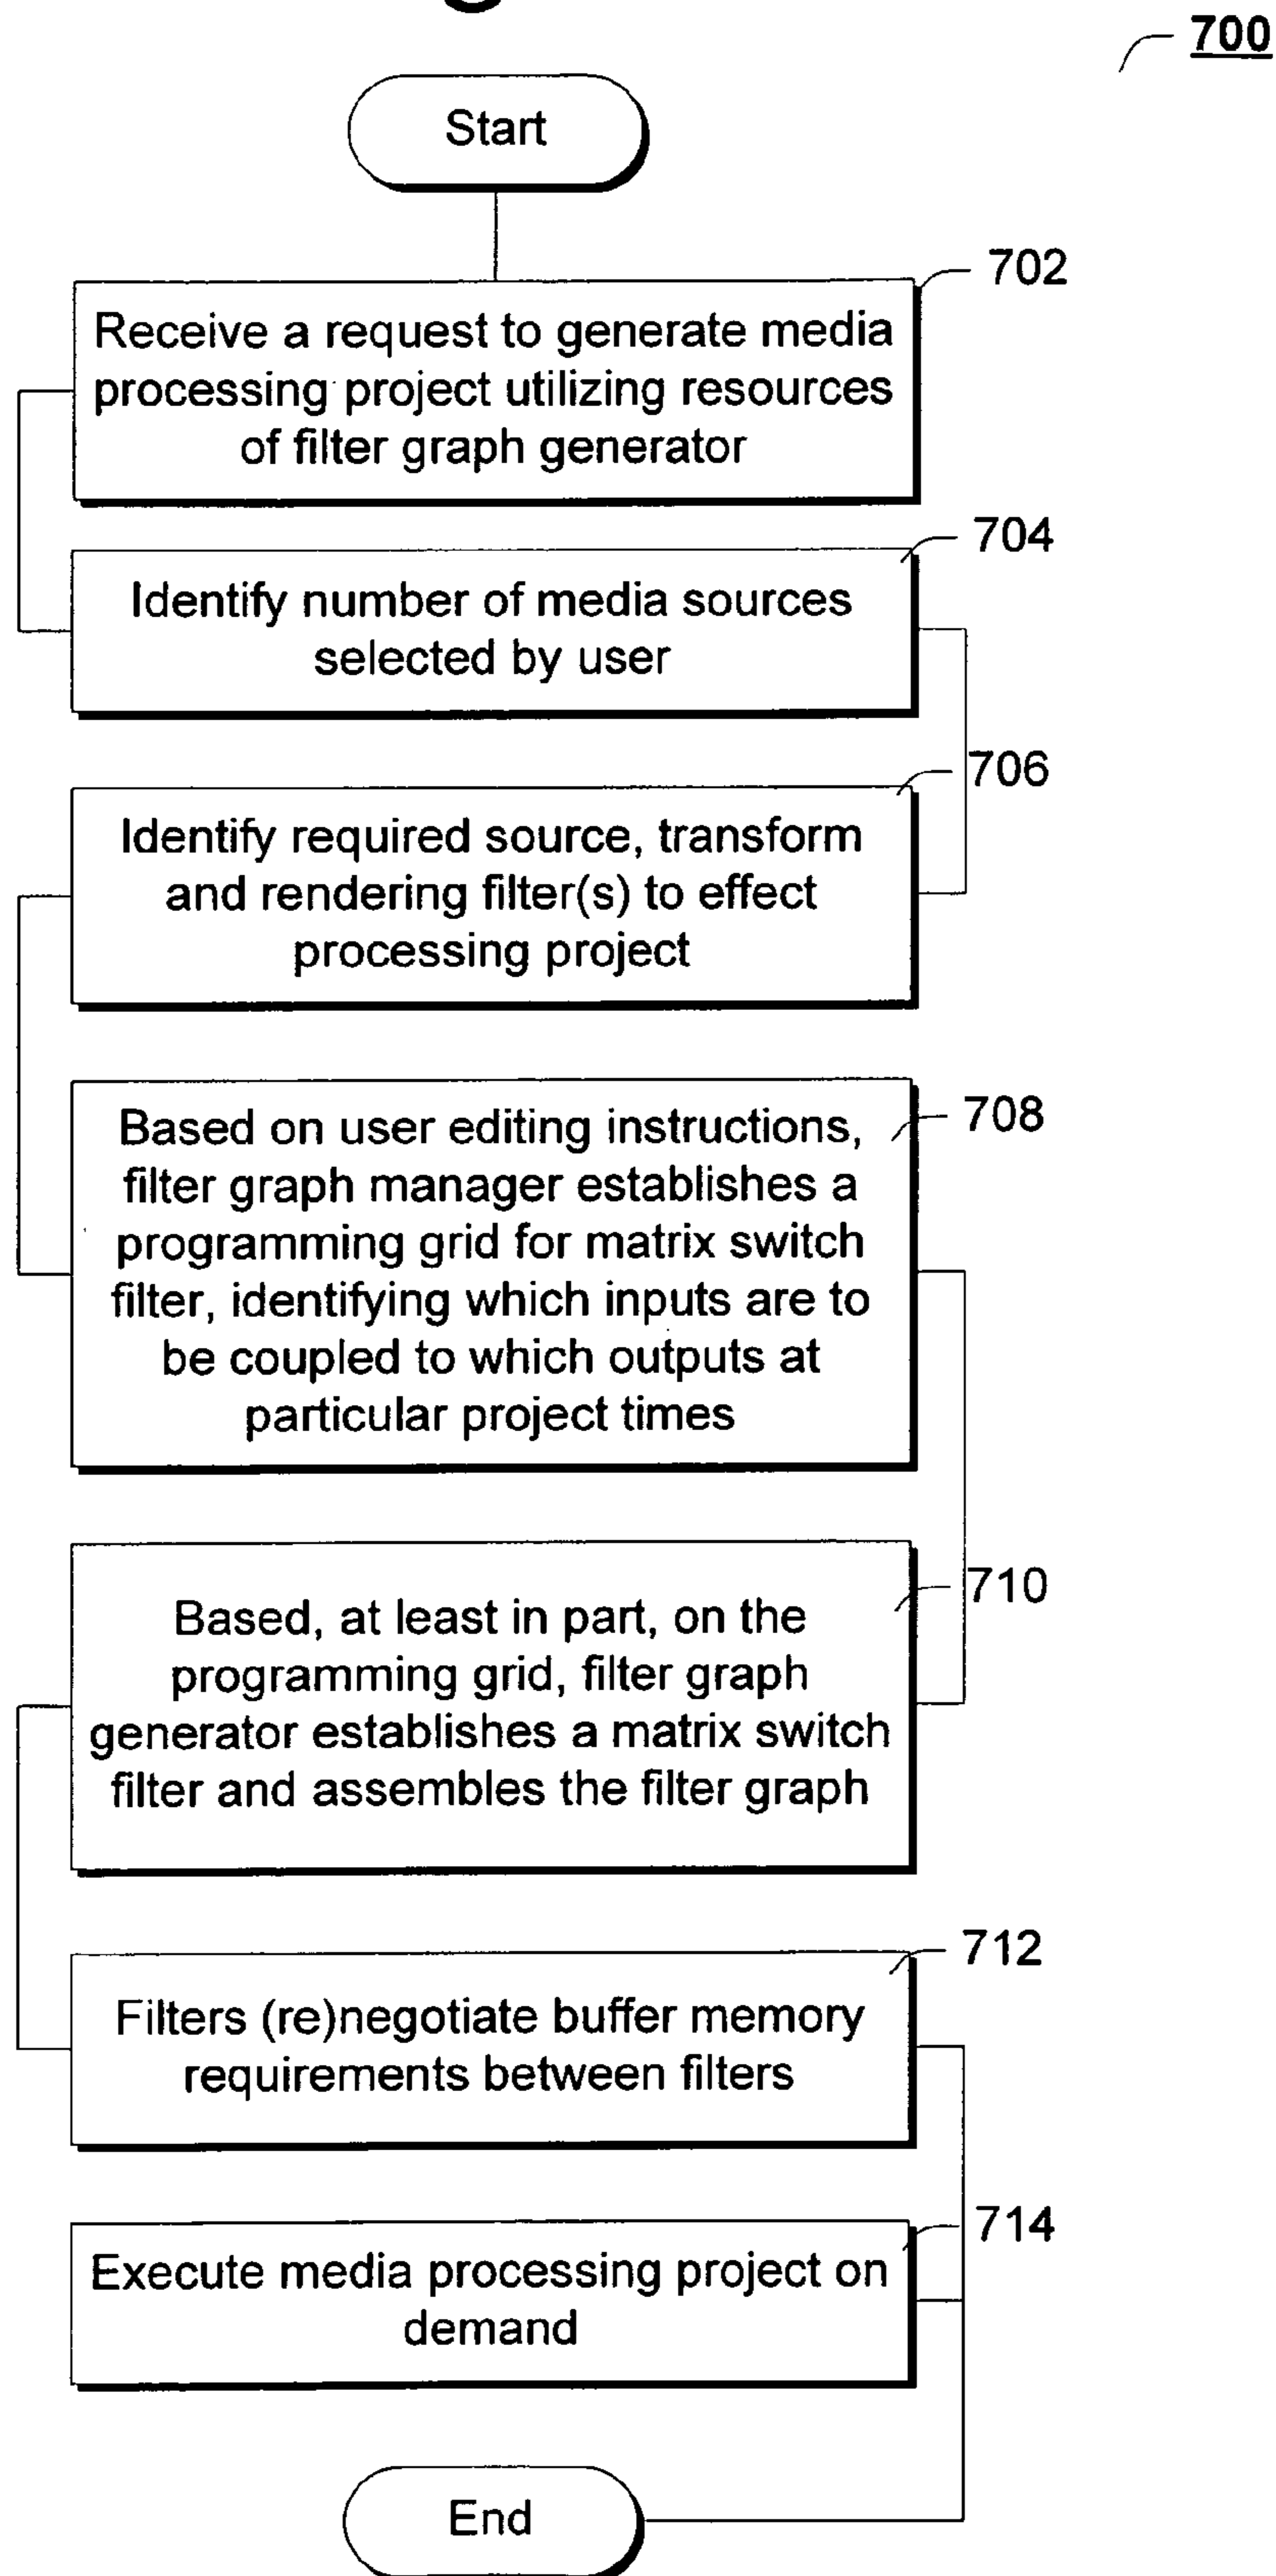 700
Start
702
Receive a request to generate media
processing project utilizing resources
of filter graph generator
704
Identify number of media sources
selected by user
706
Identify required source, transform
and rendering filter(s) to effect
processing project
708
Based on user editing instructions,
filter graph manager establishes a
programming grid for matrix switch
filter, identifying which inputs are to
be coupled to which outputs at
particular project times
710
Based, at least in part, on the
programming grid, filter graph
generator establishes a matrix switch
filter and assembles the filter graph
712
Filters (re)negotiate buffer memory
requirements between filters
714
Execute media processing project on
demand
End